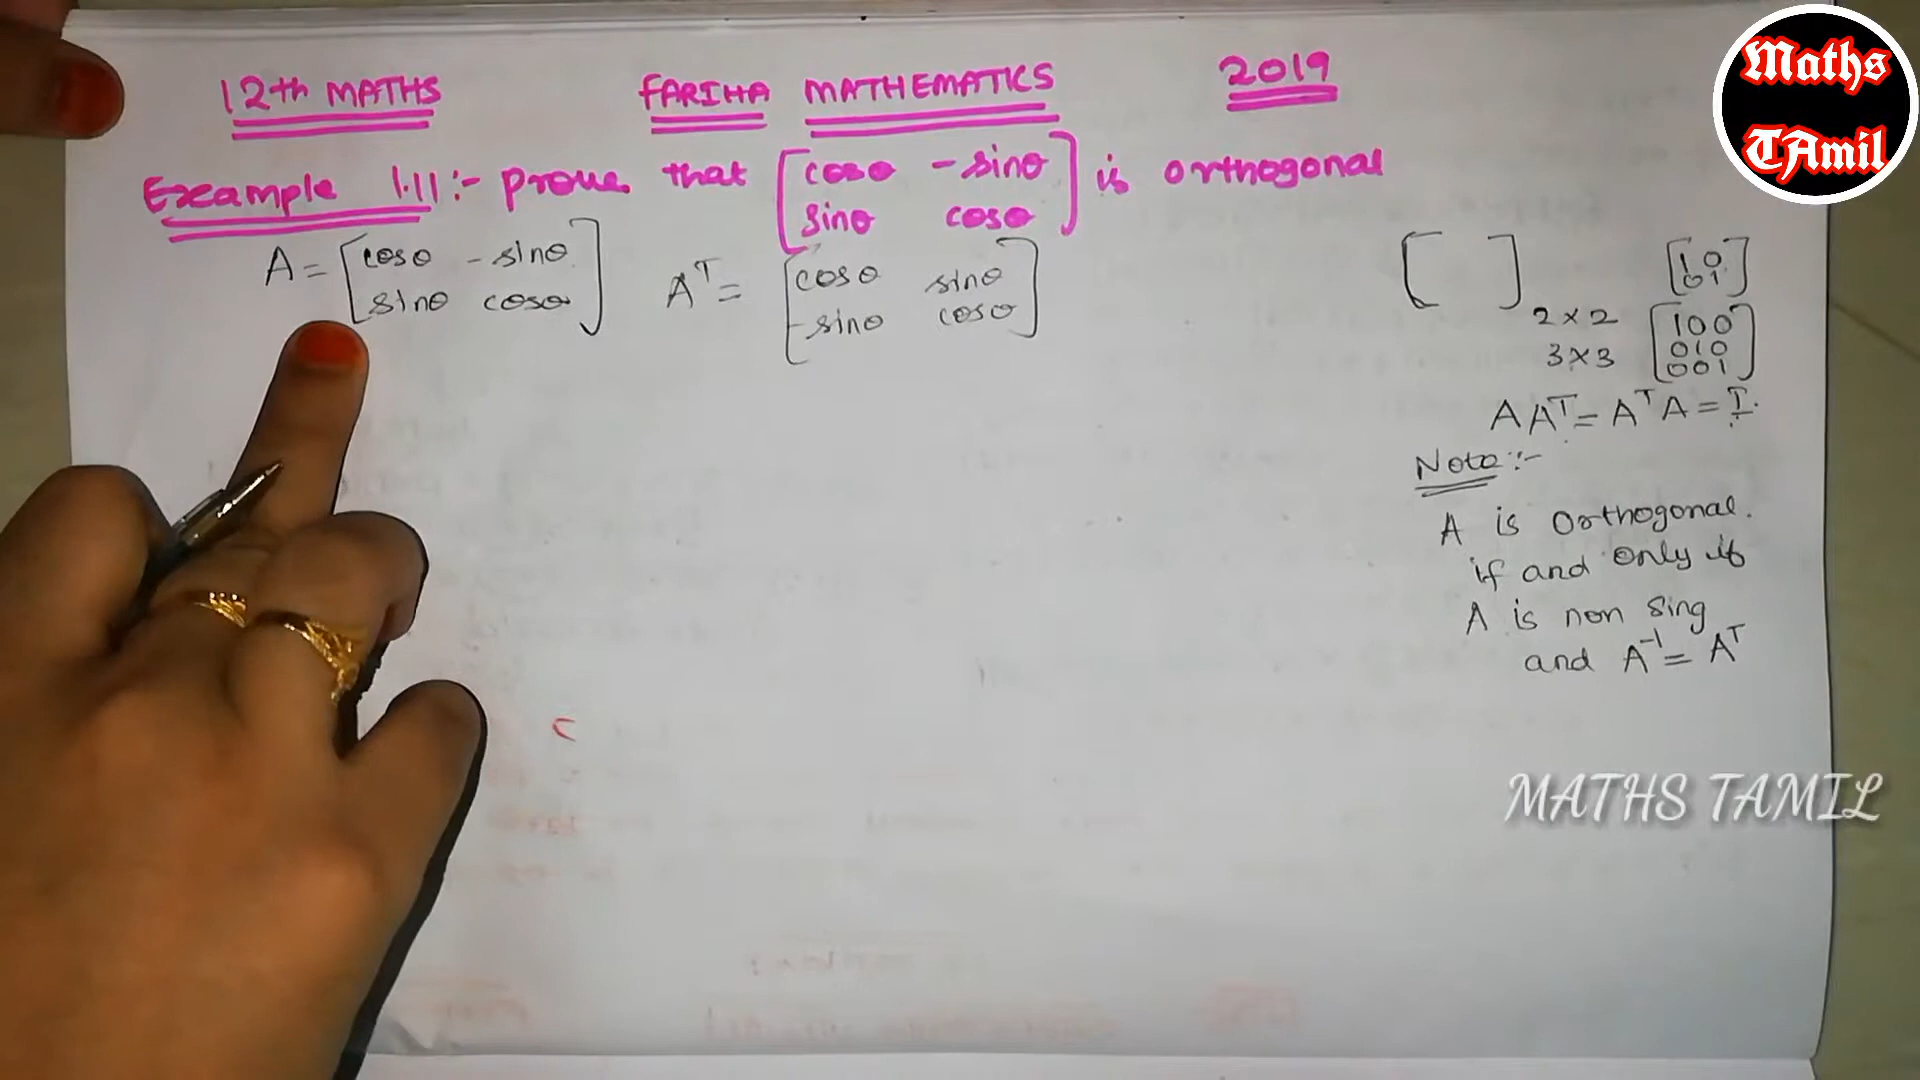 12th MATHS FARIHA MATHEMATICS 2019
Maths
TAmil
Example 1.11:- prove that [cosθ -sinθ] is orthogonal
[sinθ cosθ]
A = [cosθ -sinθ]
[sinθ cosθ]
Aᵀ = [cosθ sinθ]
[-sinθ cosθ]
[ ]
2×2
[1 0]
[0 1]
3×3
[1 0 0]
[0 1 0]
[0 0 1]
AAᵀ = AᵀA = I.
Note:-
A is Orthogonal.
if and only if
A is non Sing
and A⁻¹ = Aᵀ
MATHS TAMIL